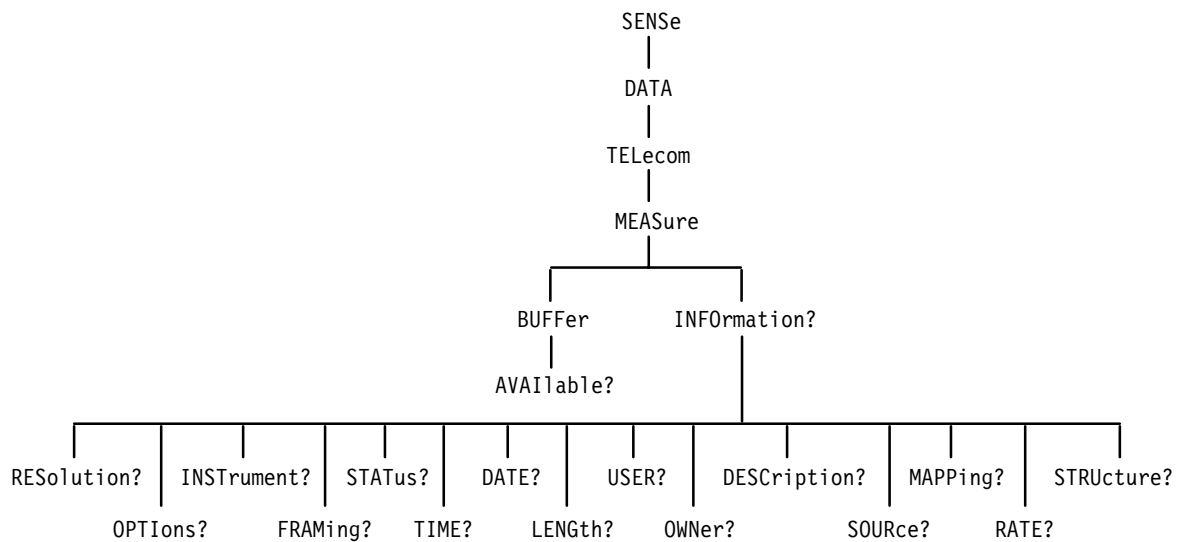 SENSe
DATA
TELecom
MEASure
BUFFer INFOrmation?
AVAIlable?
RESolution? INSTrument? STATus? DATE? USER? DESCription? MAPPing? STRUcture?
OPTIons? FRAMing? TIME? LENGth? OWNer? SOURce? RATE?